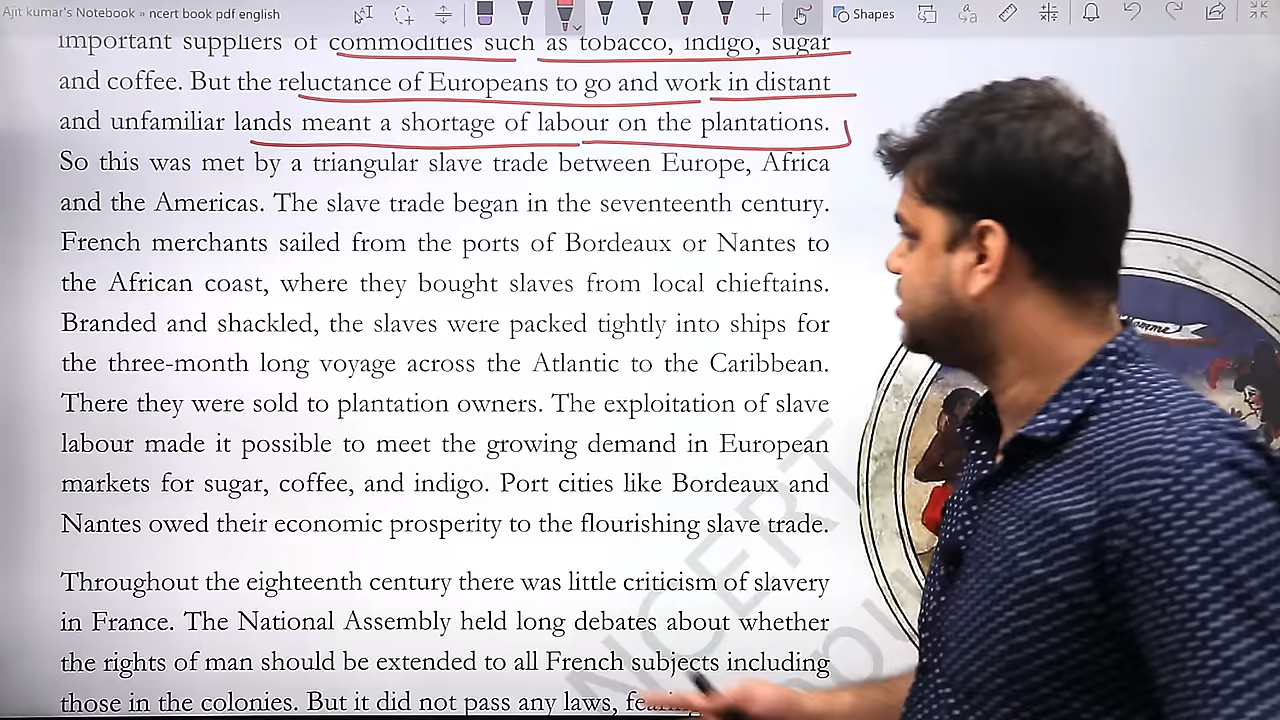 Ajit kumar's Notebook » ncert book pdf english
Shapes
important suppliers of commodities such as tobacco, indigo, sugar
and coffee. But the reluctance of Europeans to go and work in distant
and unfamiliar lands meant a shortage of labour on the plantations.
So this was met by a triangular slave trade between Europe, Africa
and the Americas. The slave trade began in the seventeenth century.
French merchants sailed from the ports of Bordeaux or Nantes to
the African coast, where they bought slaves from local chieftains.
Branded and shackled, the slaves were packed tightly into ships for
the three-month long voyage across the Atlantic to the Caribbean.
There they were sold to plantation owners. The exploitation of slave
labour made it possible to meet the growing demand in European
markets for sugar, coffee, and indigo. Port cities like Bordeaux and
Nantes owed their economic prosperity to the flourishing slave trade.
Throughout the eighteenth century there was little criticism of slavery
in France. The National Assembly held long debates about whether
the rights of man should be extended to all French subjects including
those in the colonies. But it did not pass any laws,
NCERT